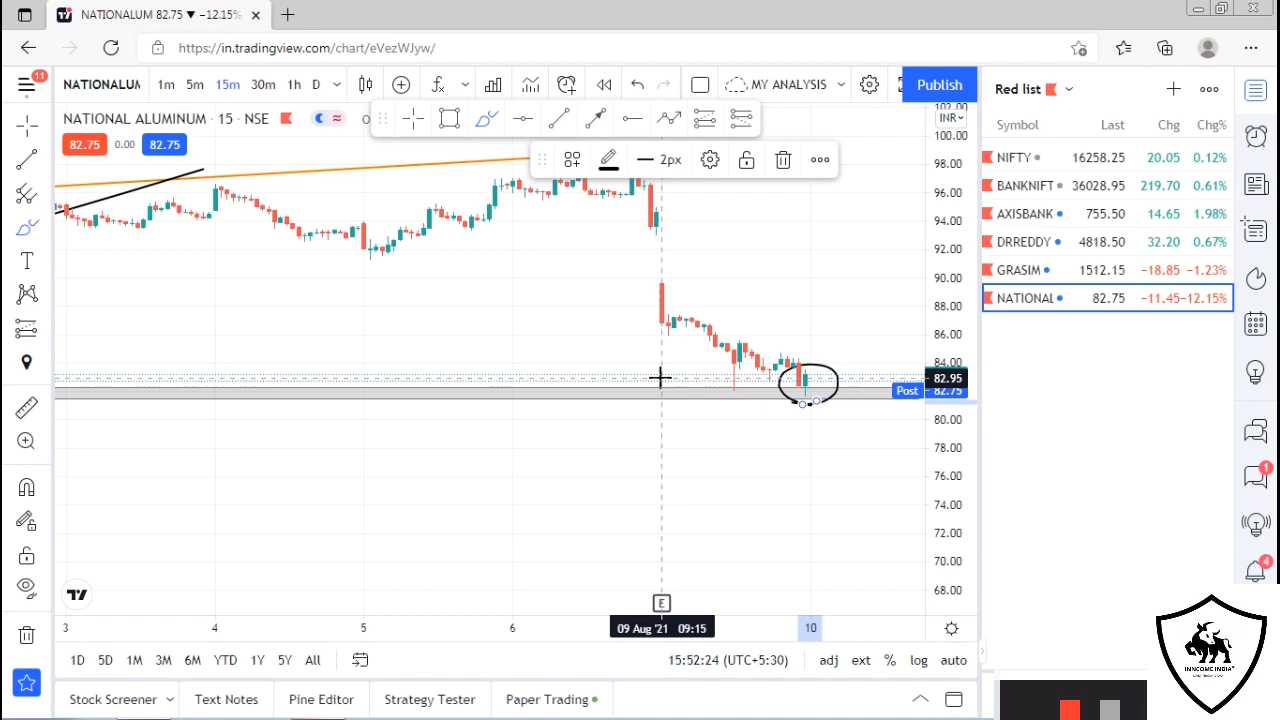 NATIONALUM 82.75 ▼ −12.15%
https://in.tradingview.com/chart/eVezWJyw/
11
NATIONALUM 1m 5m 15m 30m 1h D MY ANALYSIS Publish
NATIONAL ALUMINUM · 15 · NSE
82.75 0.00 82.75
2px
102.00
INR
100.00
98.00
96.00
94.00
92.00
90.00
88.00
86.00
84.00
82.95
Post 82.75
80.00
78.00
76.00
74.00
72.00
70.00
68.00
E
3 4 5 6 09 Aug '21 09:15 10
1D 5D 1M 3M 6M YTD 1Y 5Y All 15:52:24 (UTC+5:30) adj ext % log auto
Stock Screener Text Notes Pine Editor Strategy Tester Paper Trading
Red list
Symbol Last Chg Chg%
NIFTY 16258.25 20.05 0.12%
BANKNIFT 36028.95 219.70 0.61%
AXISBANK 755.50 14.65 1.98%
DRREDDY 4818.50 32.20 0.67%
GRASIM 1512.15 −18.85 −1.23%
NATIONAL 82.75 −11.45 −12.15%
1
4
INNCOME INDIA